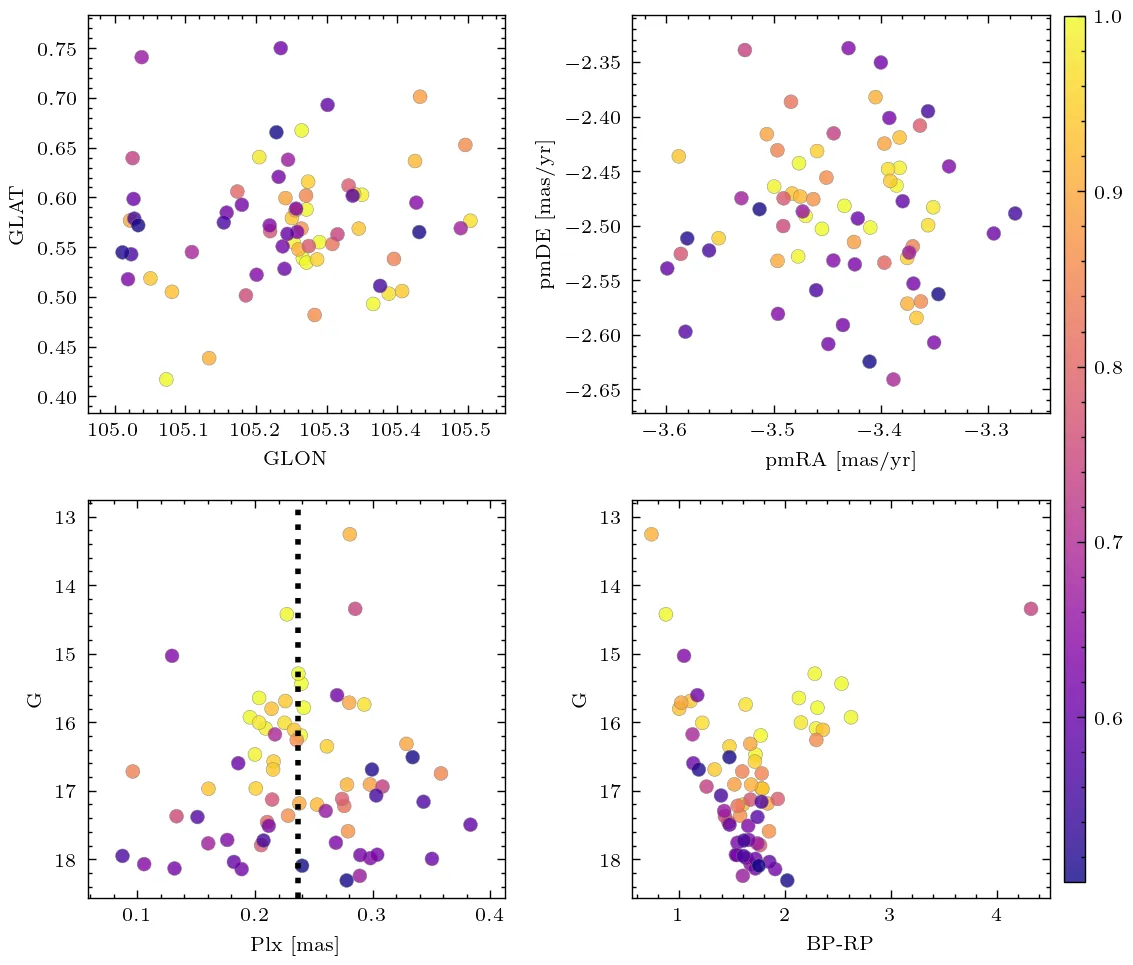 0.75
0.70
0.65
0.60
0.55
0.50
0.45
0.40
GLAT
105.0 105.1 105.2 105.3 105.4 105.5
GLON
−2.35
−2.40
−2.45
−2.50
−2.55
−2.60
−2.65
pmDE [mas/yr]
−3.6 −3.5 −3.4 −3.3
pmRA [mas/yr]
1.0
0.9
0.8
0.7
0.6
13
14
15
16
17
18
G
0.1 0.2 0.3 0.4
Plx [mas]
13
14
15
16
17
18
G
1 2 3 4
BP-RP